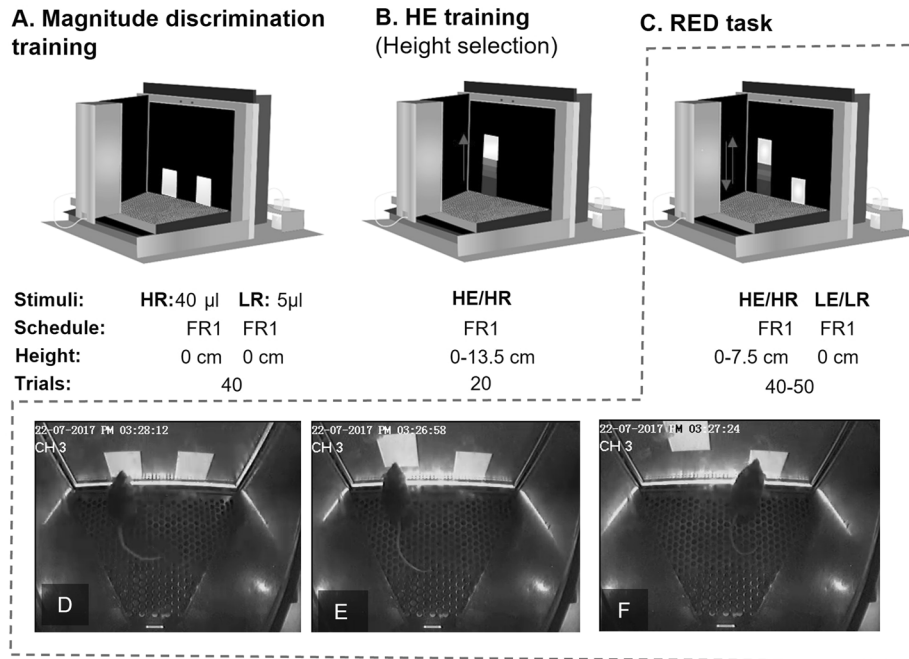 A. Magnitude discrimination
training
B. HE training
(Height selection)
C. RED task
Stimuli: HR:40 µl LR: 5µl HE/HR HE/HR LE/LR
Schedule: FR1 FR1 FR1 FR1 FR1
Height: 0 cm 0 cm 0-13.5 cm 0-7.5 cm 0 cm
Trials: 40 20 40-50
22-07-2017 PM 03:28:12
CH 3
D
22-07-2017 PM 03:26:58
CH 3
E
22-07-2017 PM 03:27:24
CH 3
F